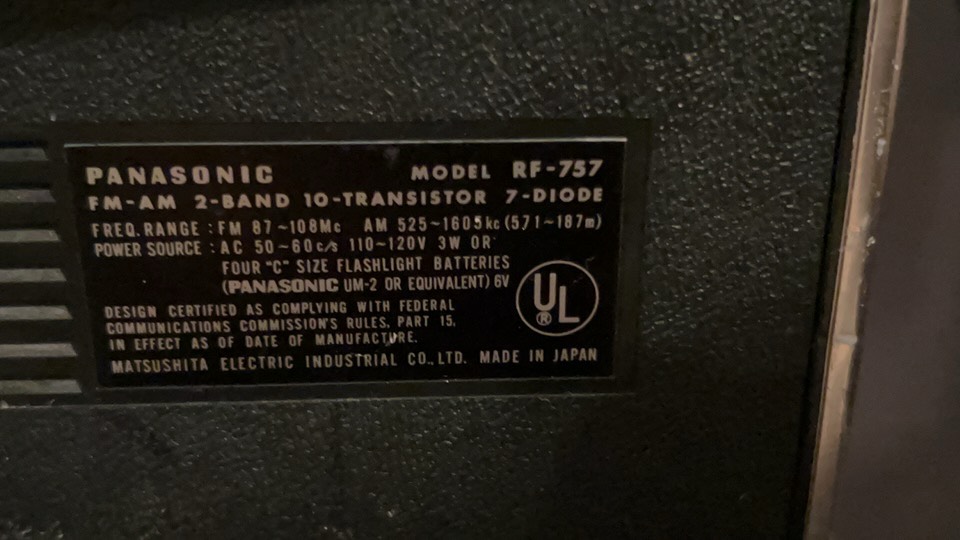 PANASONIC MODEL RF-757
FM-AM 2-BAND 10-TRANSISTOR 7-DIODE
FREQ. RANGE : FM 87~108Mc AM 525~1605kc (571~187m)
POWER SOURCE : AC 50~60c/s 110~120V 3W OR
FOUR "C" SIZE FLASHLIGHT BATTERIES
(PANASONIC UM-2 OR EQUIVALENT) 6V
UL ®
DESIGN CERTIFIED AS COMPLYING WITH FEDERAL
COMMUNICATIONS COMMISSION'S RULES, PART 15,
IN EFFECT AS OF DATE OF MANUFACTURE.
MATSUSHITA ELECTRIC INDUSTRIAL CO., LTD. MADE IN JAPAN